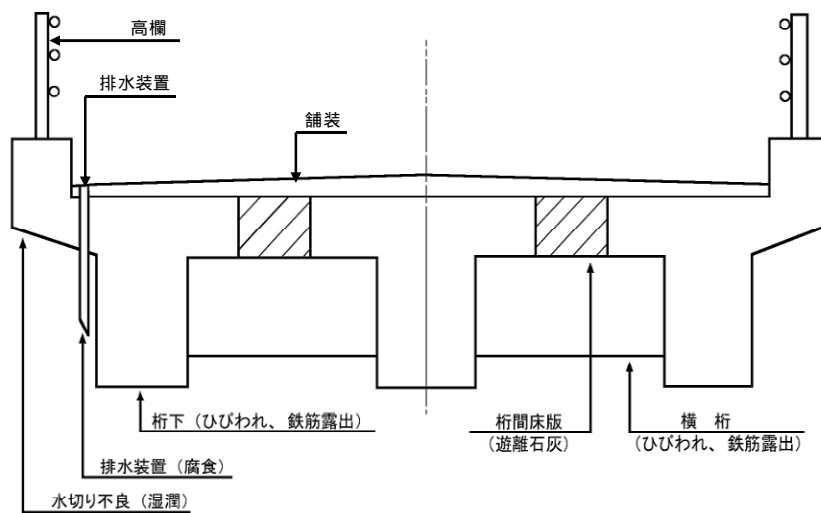 高欄
排水装置
舗装
桁下（ひびわれ、鉄筋露出）
桁間床版
（遊離石灰）
横　桁
（ひびわれ、鉄筋露出）
排水装置（腐食）
水切り不良（湿潤）